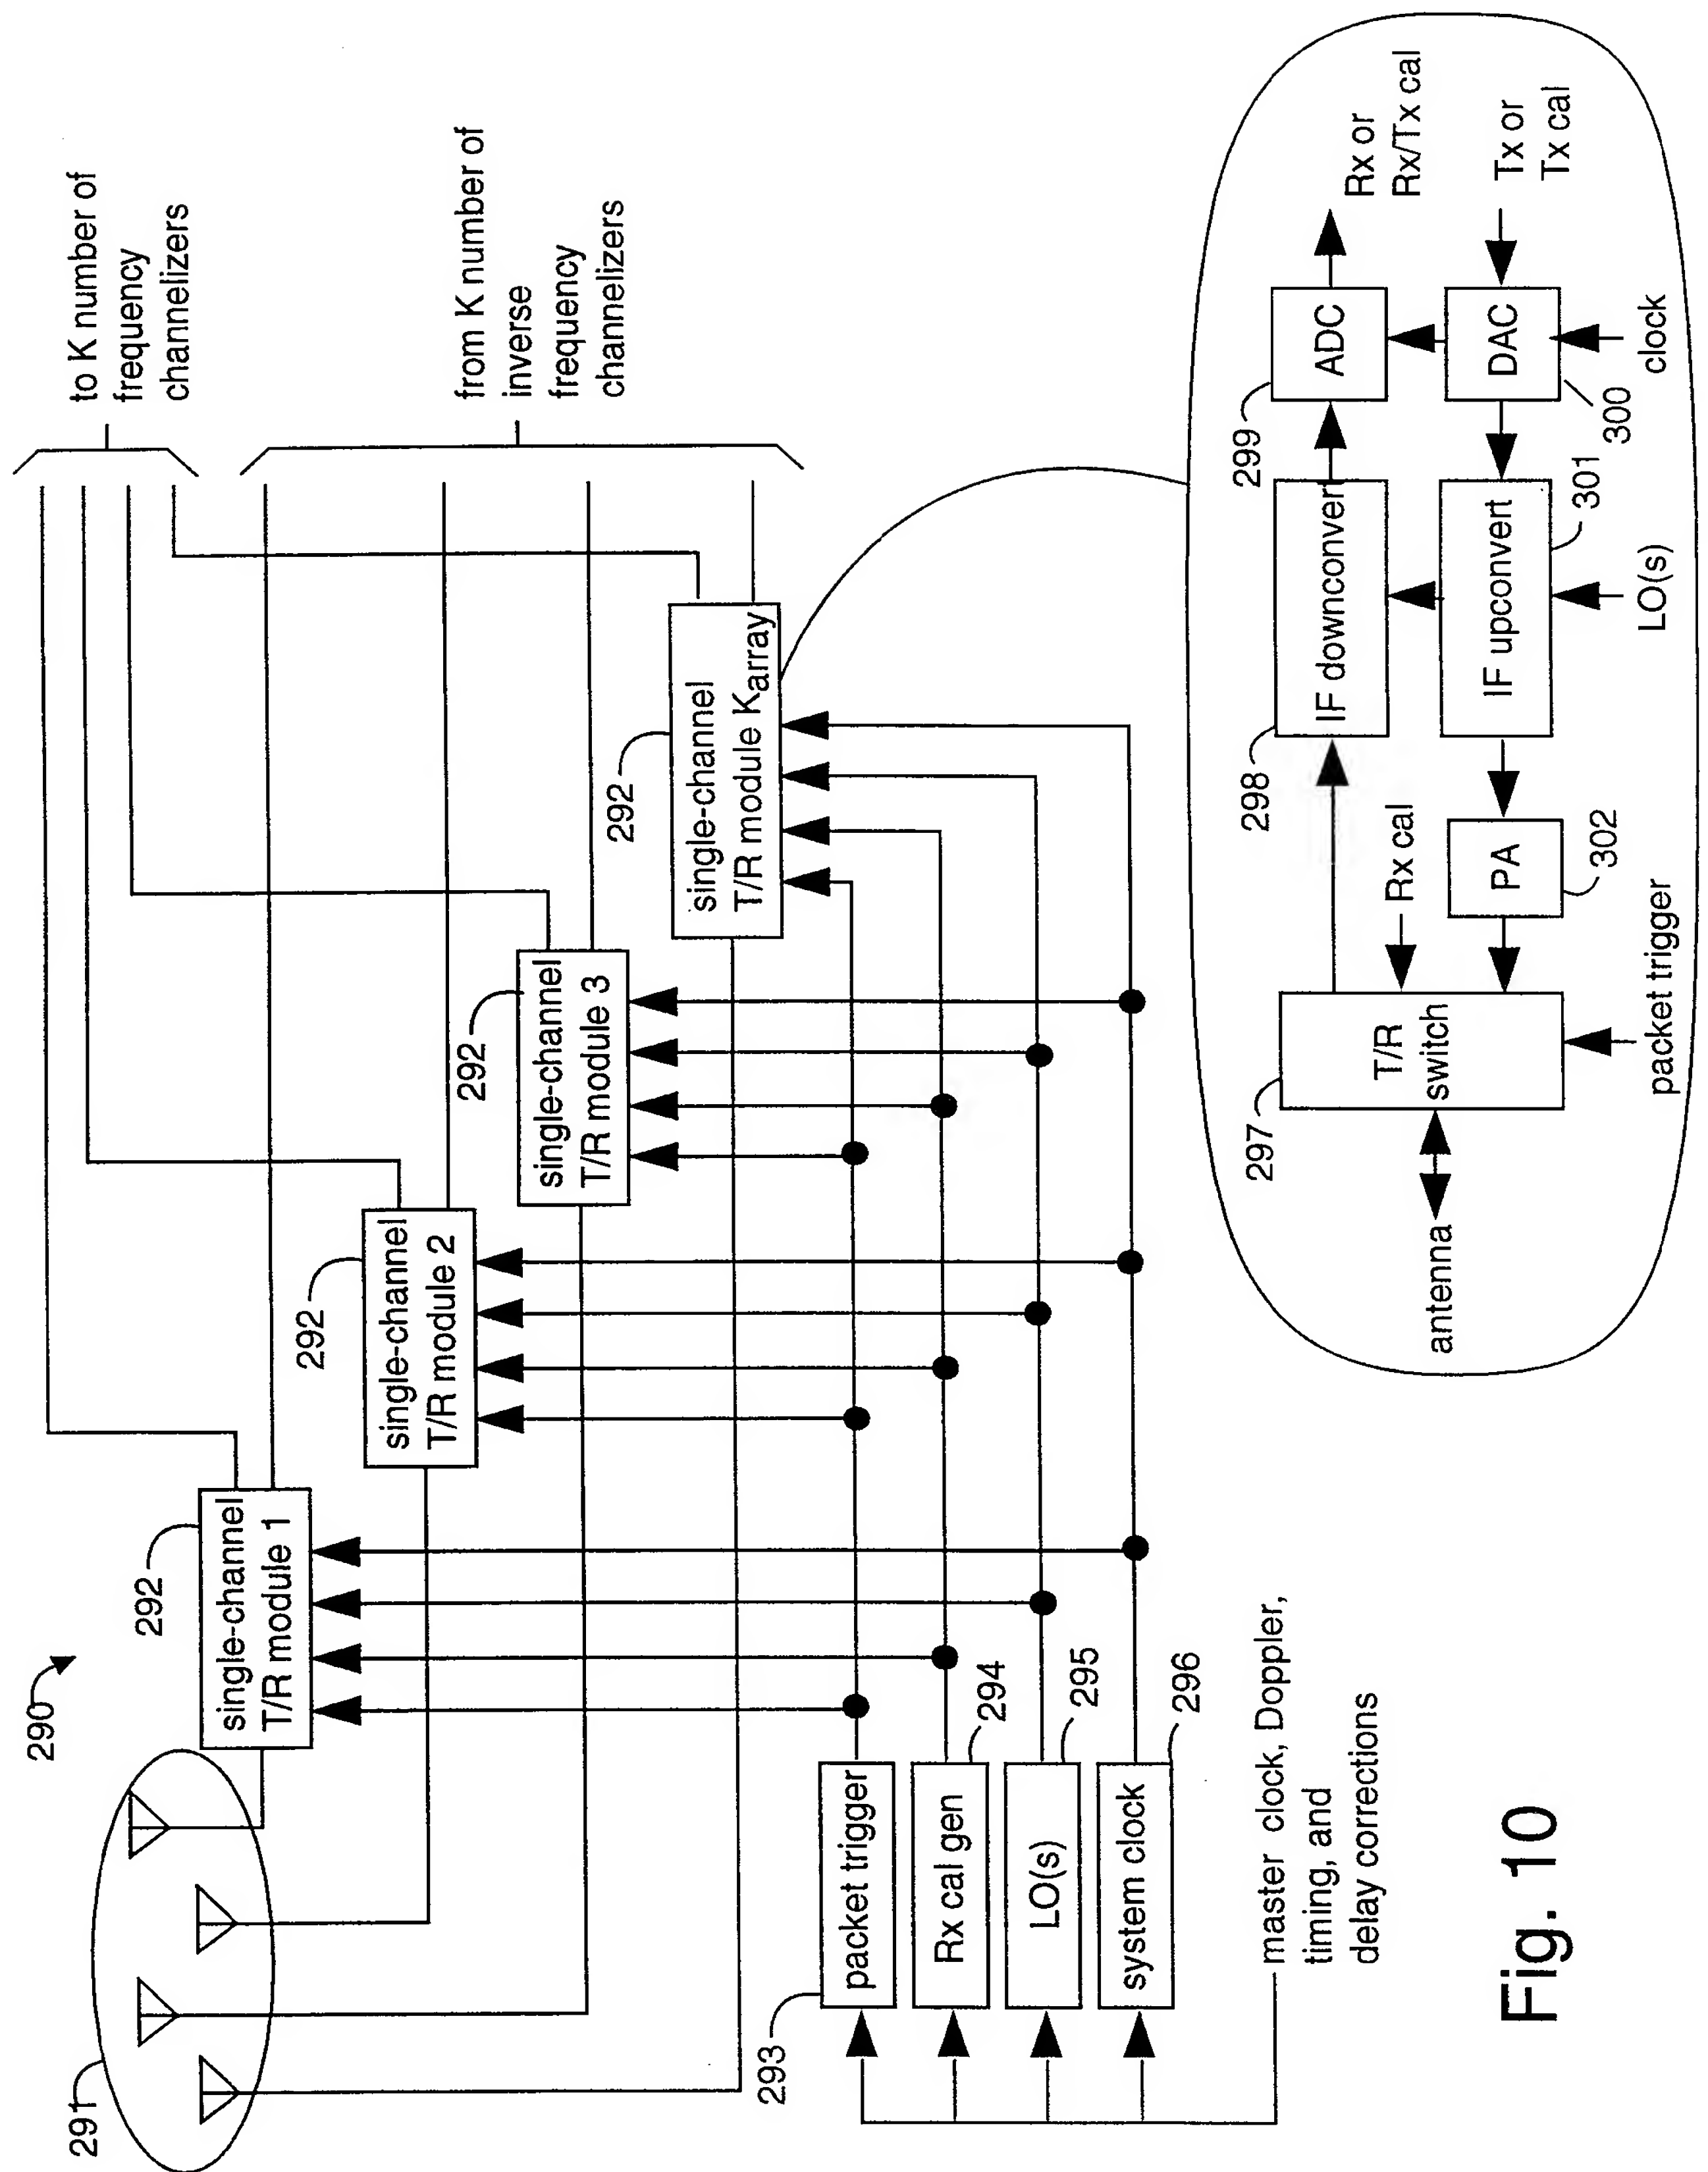 290
291
292
single-channel
T/R module 1
292
single-channel
T/R module 2
292
single-channel
T/R module 3
292
single-channel
T/R module Karray
to K number of
frequency
channelizers
from K number of
inverse
frequency
channelizers
293
packet trigger
Rx cal gen
294
LO(s)
295
system clock
296
master clock, Doppler,
timing, and
delay corrections
297
T/R
switch
antenna
packet trigger
Rx cal
298
IF downconvert
299
ADC
Rx or
Rx/Tx cal
PA
302
IF upconvert
301
LO(s)
DAC
300
clock
Tx or
Tx cal
Fig. 10